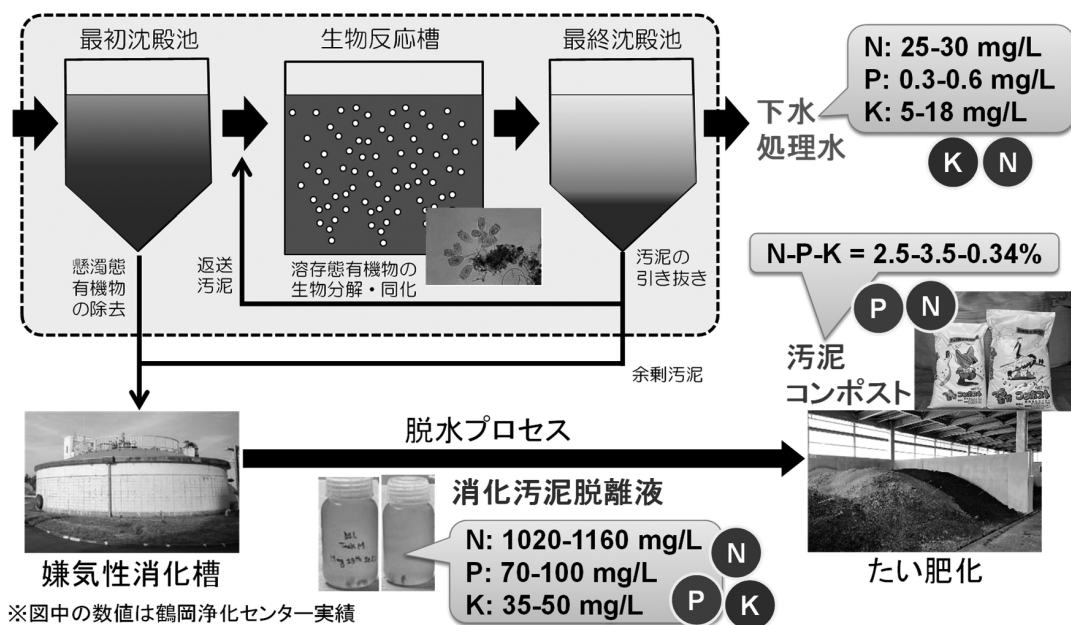 最初沈殿池
生物反応槽
最終沈殿池
N: 25-30 mg/L
P: 0.3-0.6 mg/L
K: 5-18 mg/L
下水
処理水
K
N
懸濁態
有機物
の除去
返送
汚泥
溶存態有機物の
生物分解・同化
汚泥の
引き抜き
余剰汚泥
N-P-K = 2.5-3.5-0.34%
P
N
汚泥
コンポスト
脱水プロセス
消化汚泥脱離液
N: 1020-1160 mg/L
P: 70-100 mg/L
K: 35-50 mg/L
N
P
K
嫌気性消化槽
たい肥化
※図中の数値は鶴岡浄化センター実績